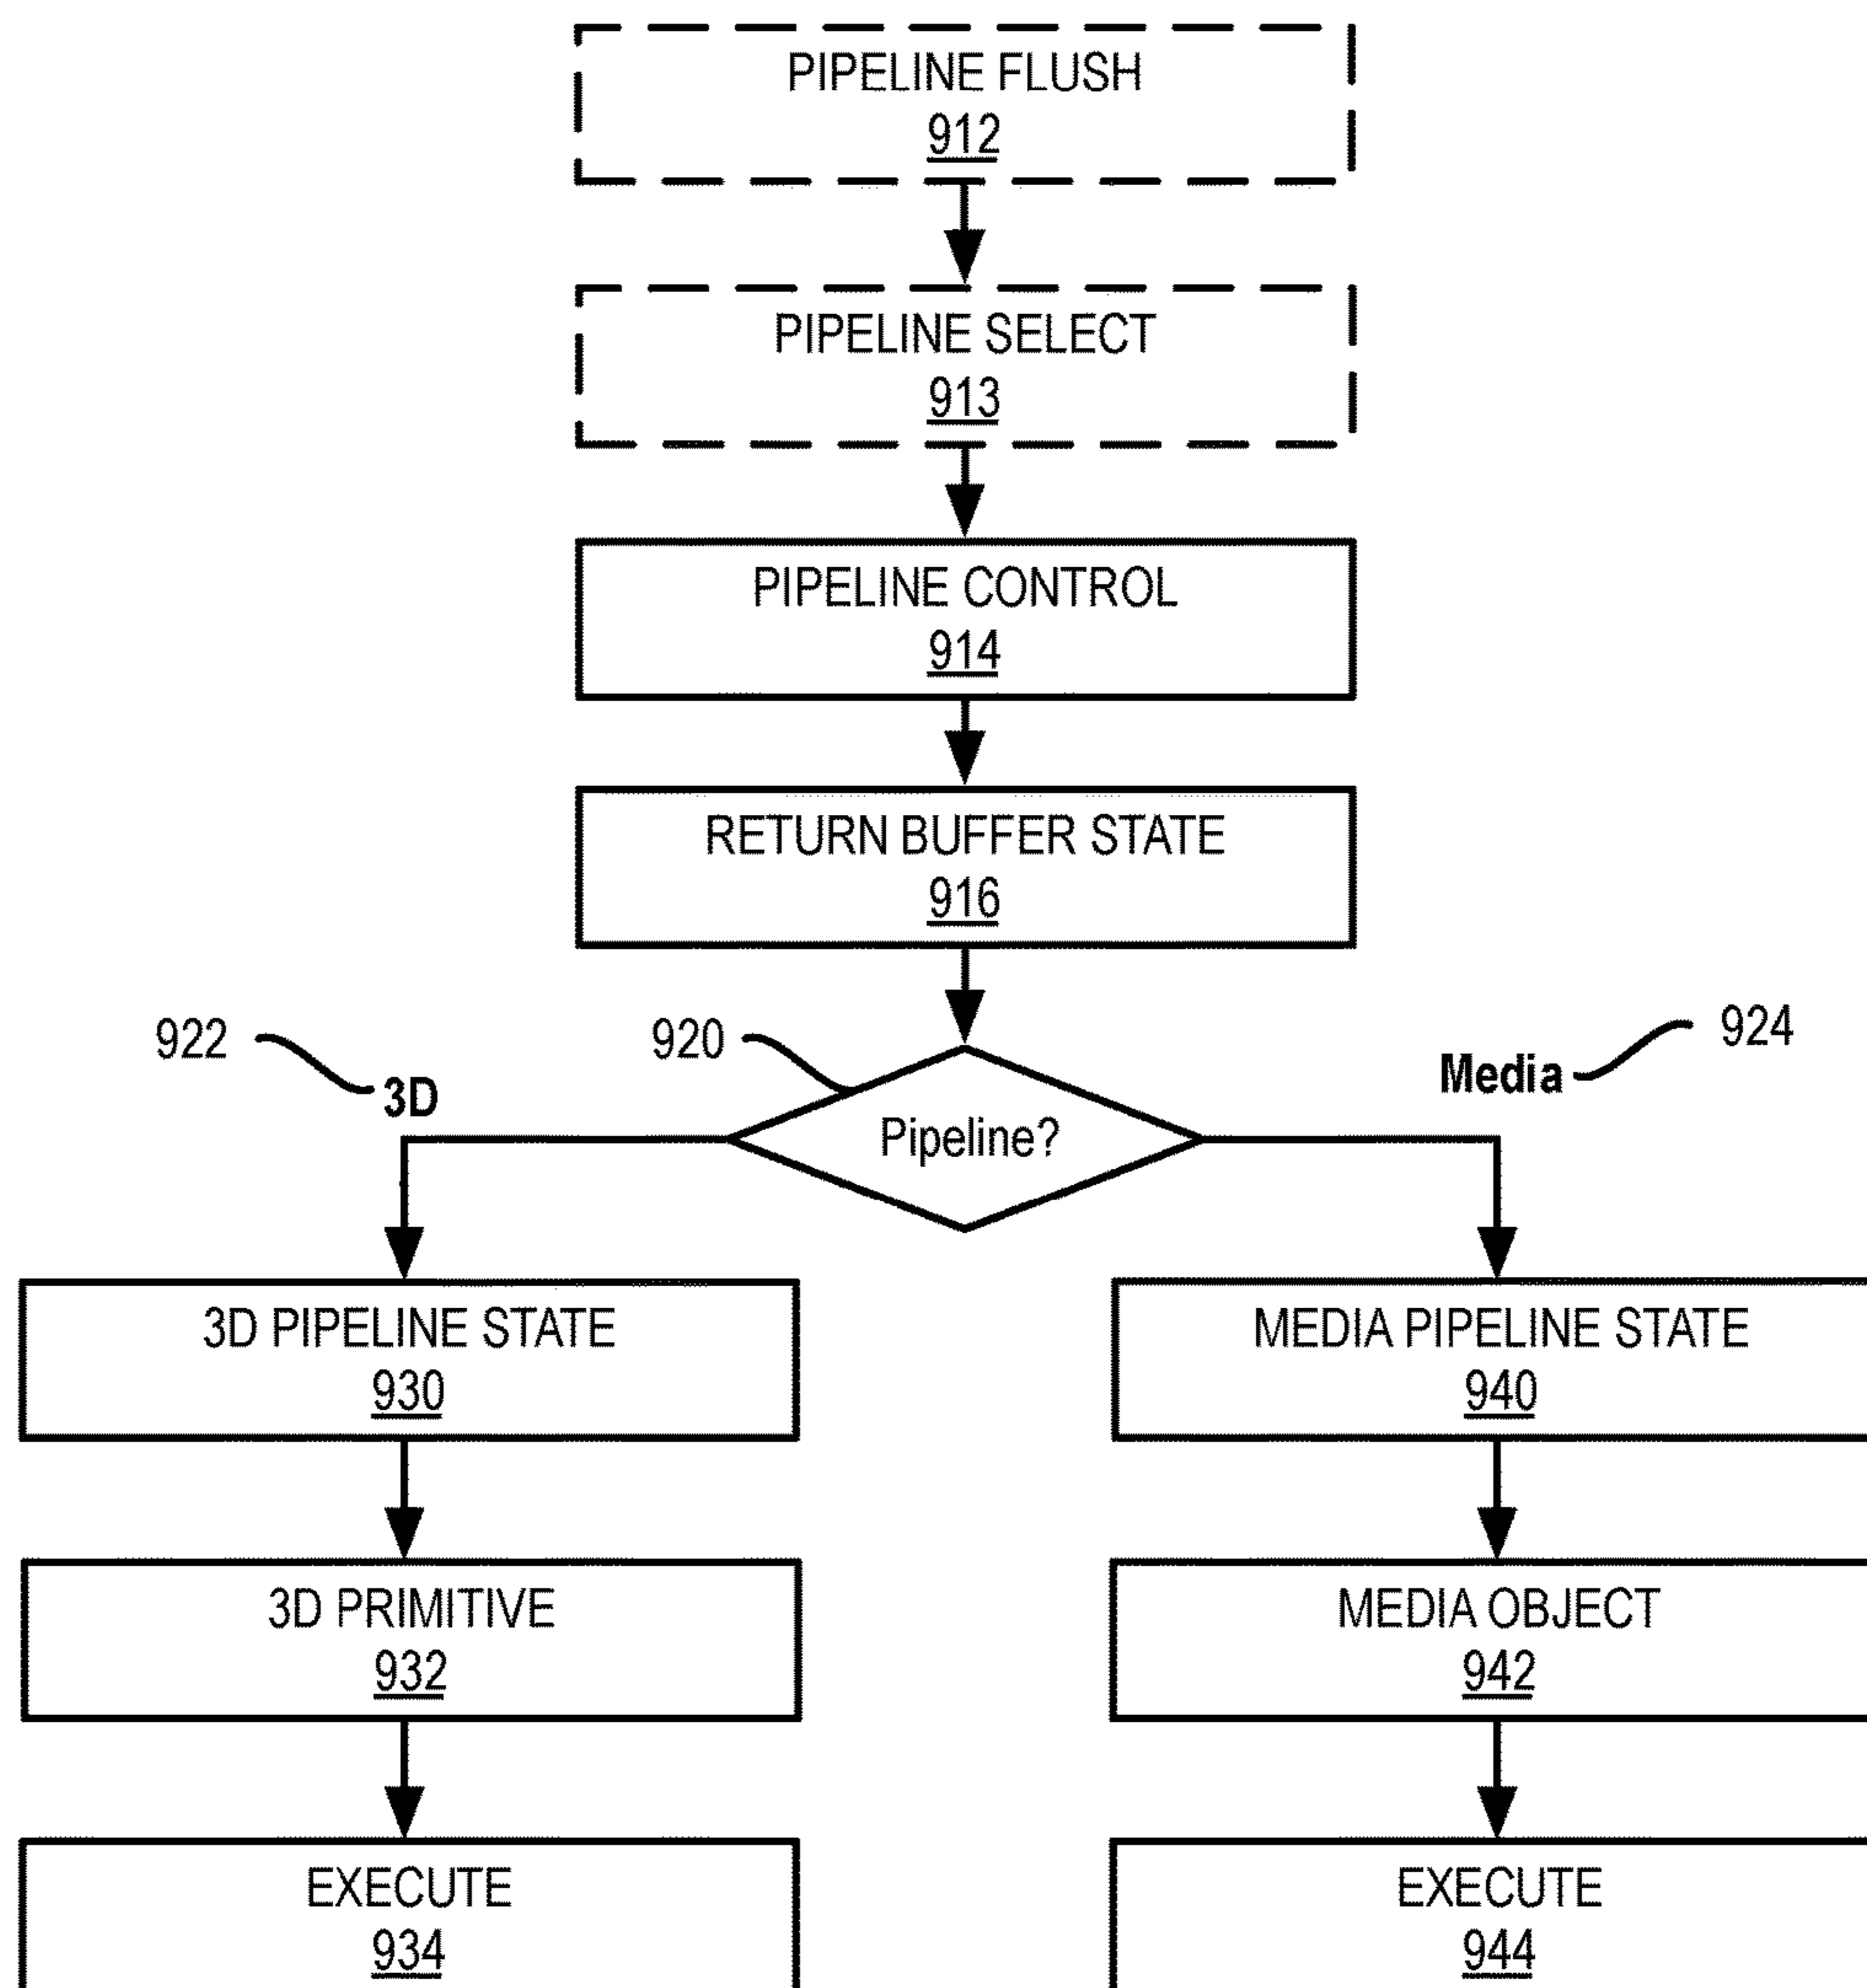 PIPELINE FLUSH
912
PIPELINE SELECT
913
PIPELINE CONTROL
914
RETURN BUFFER STATE
916
922
920
924
3D
Media
Pipeline?
3D PIPELINE STATE
930
MEDIA PIPELINE STATE
940
3D PRIMITIVE
932
MEDIA OBJECT
942
EXECUTE
934
EXECUTE
944